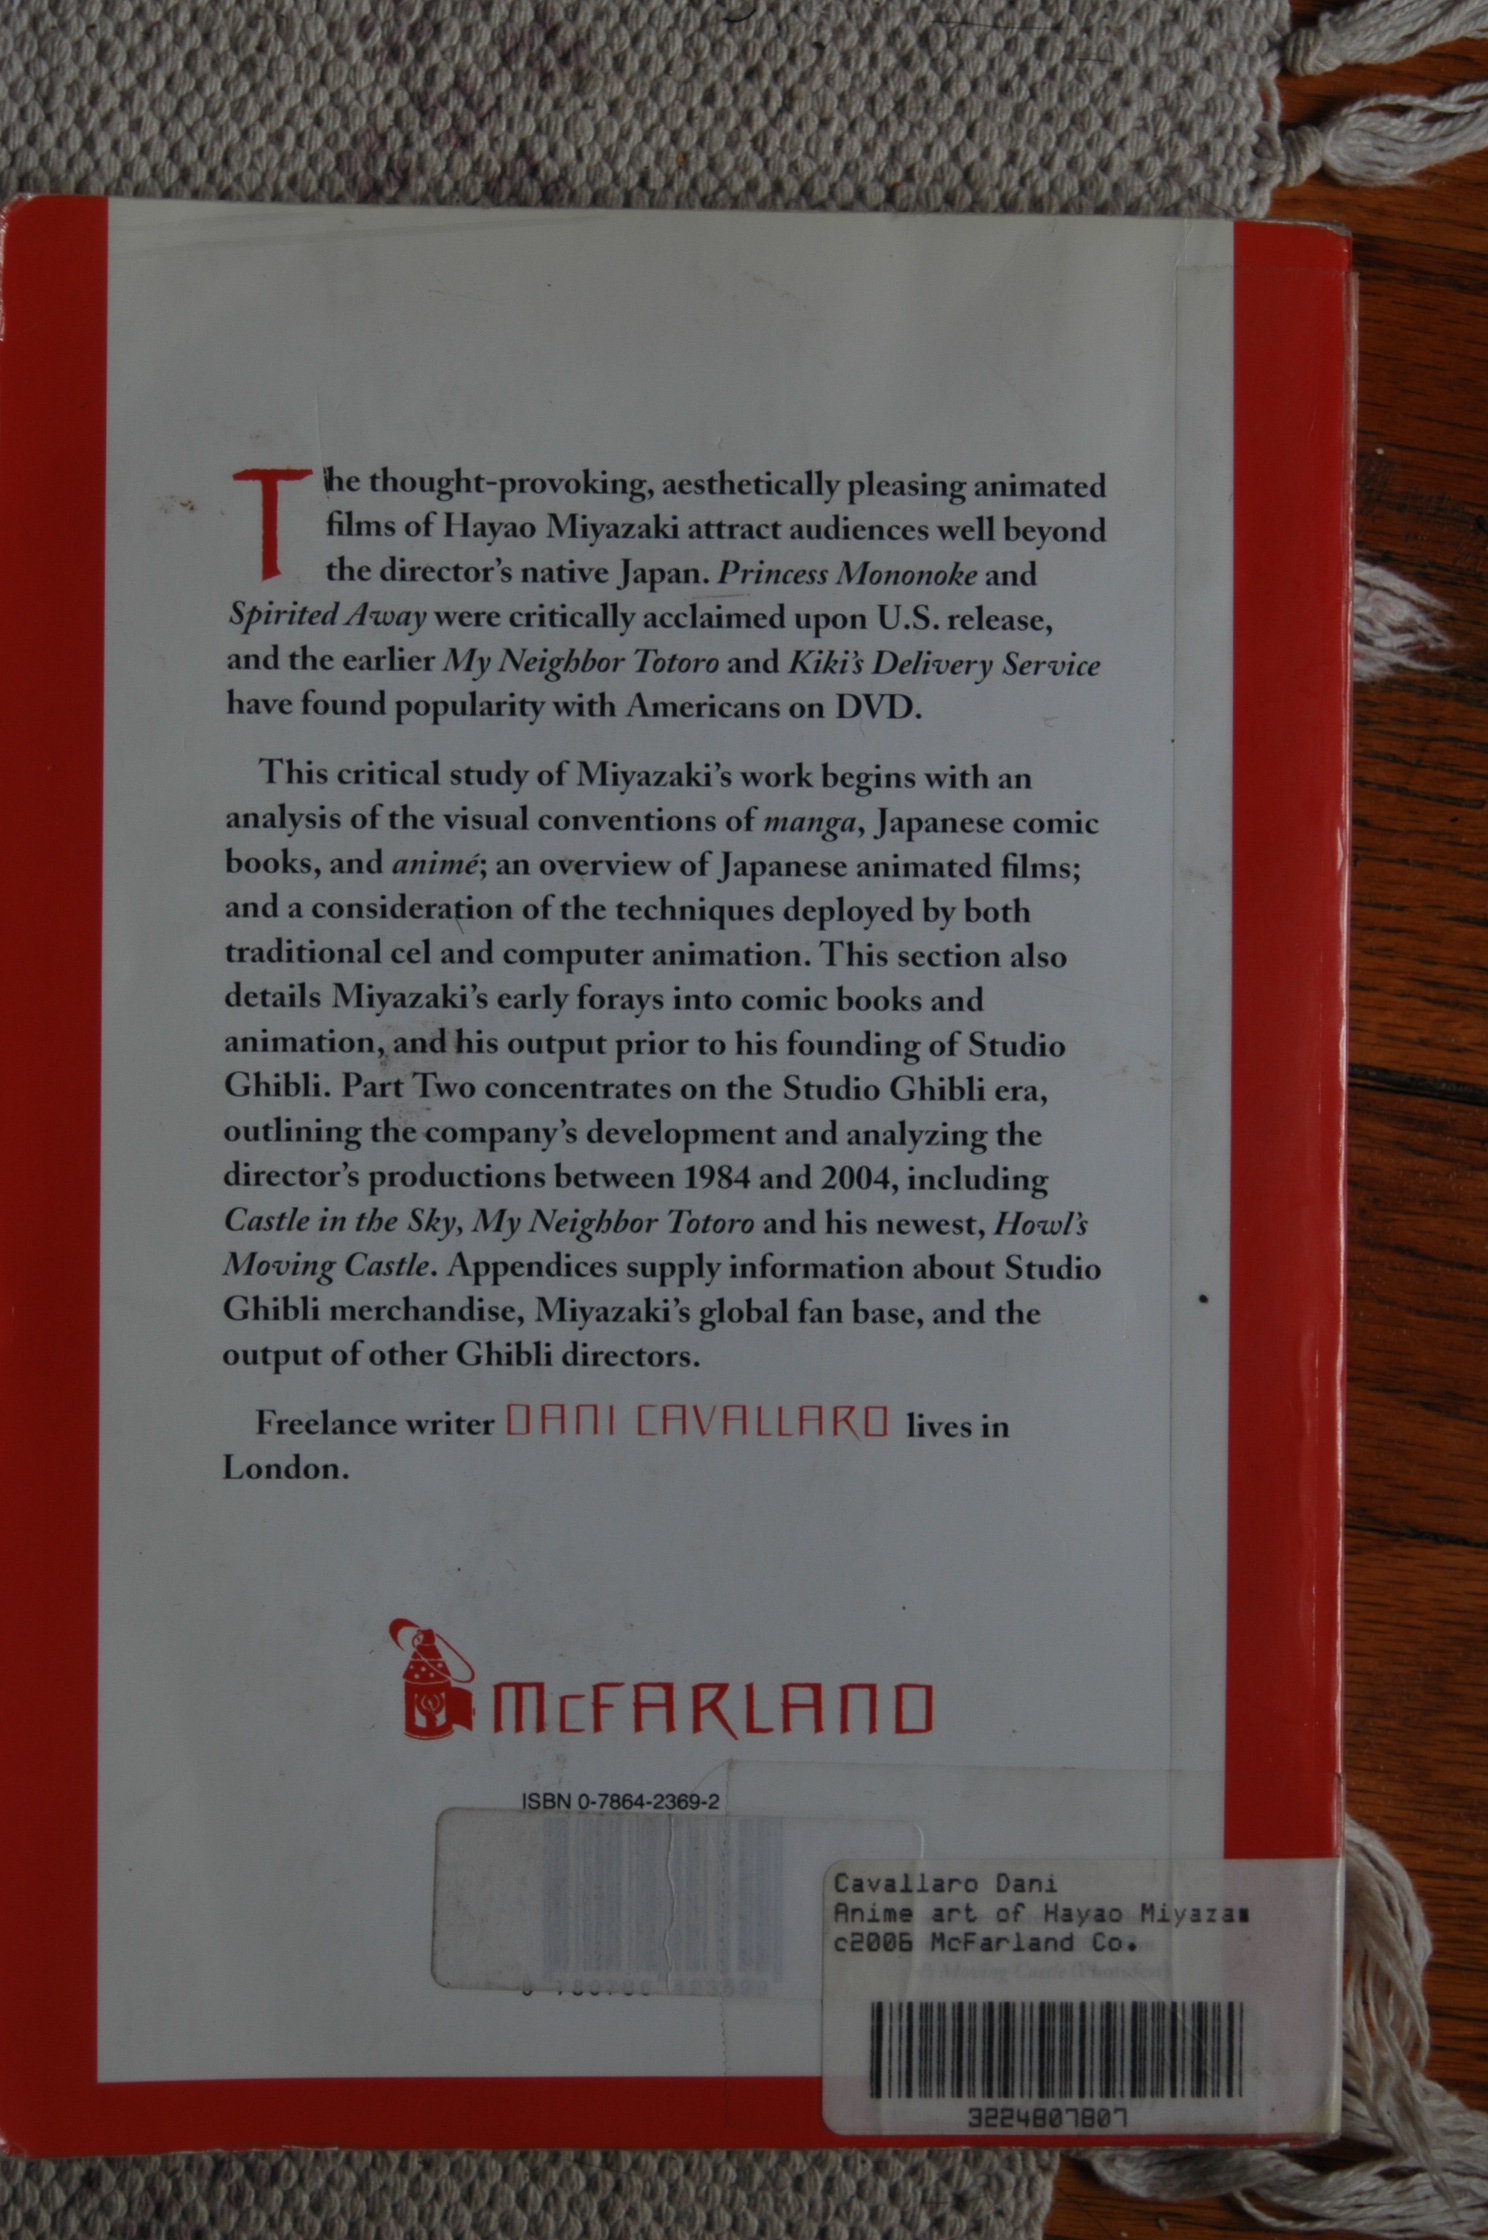 The thought-provoking, aesthetically pleasing animated
films of Hayao Miyazaki attract audiences well beyond
the director's native Japan. Princess Mononoke and
Spirited Away were critically acclaimed upon U.S. release,
and the earlier My Neighbor Totoro and Kiki's Delivery Service
have found popularity with Americans on DVD.
This critical study of Miyazaki's work begins with an
analysis of the visual conventions of manga, Japanese comic
books, and animé; an overview of Japanese animated films;
and a consideration of the techniques deployed by both
traditional cel and computer animation. This section also
details Miyazaki's early forays into comic books and
animation, and his output prior to his founding of Studio
Ghibli. Part Two concentrates on the Studio Ghibli era,
outlining the company's development and analyzing the
director's productions between 1984 and 2004, including
Castle in the Sky, My Neighbor Totoro and his newest, Howl's
Moving Castle. Appendices supply information about Studio
Ghibli merchandise, Miyazaki's global fan base, and the
output of other Ghibli directors.
Freelance writer DANI CAVALLARO lives in
London.
McFARLAND
ISBN 0-7864-2369-2
Cavallaro Dani
Anime art of Hayao Miyaza
c2006 McFarland Co.
3224807807